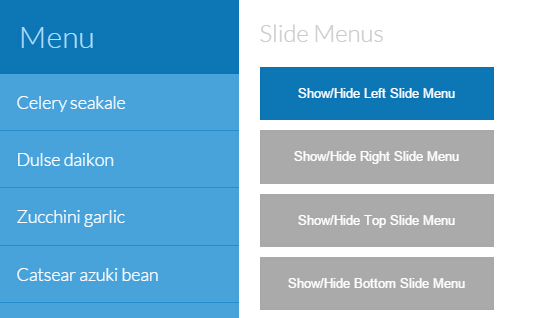 Menu
Celery seakale
Dulse daikon
Zucchini garlic
Catsear azuki bean
Slide Menus
Show/Hide Left Slide Menu
Show/Hide Right Slide Menu
Show/Hide Top Slide Menu
Show/Hide Bottom Slide Menu